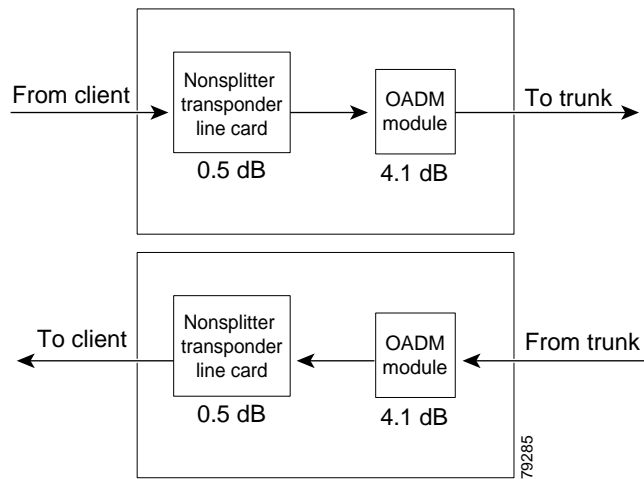 From client
Nonsplitter
transponder
line card
0.5 dB
OADM
module
4.1 dB
To trunk
To client
Nonsplitter
transponder
line card
0.5 dB
OADM
module
4.1 dB
From trunk
79285